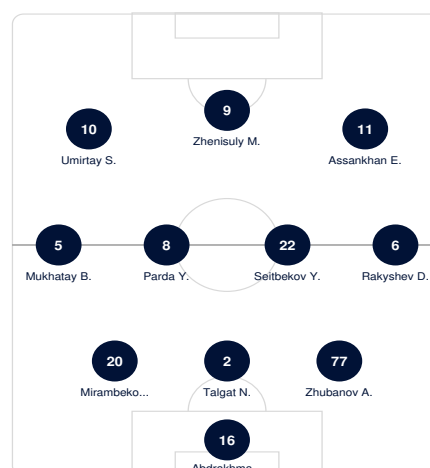 9
10
11
Zhenisuly M.
Umirtay S.
Assankhan E.
5
8
22
6
Mukhatay B.
Parda Y.
Seitbekov Y.
Rakyshev D.
20
2
77
Mirambeko...
Talgat N.
Zhubanov A.
16